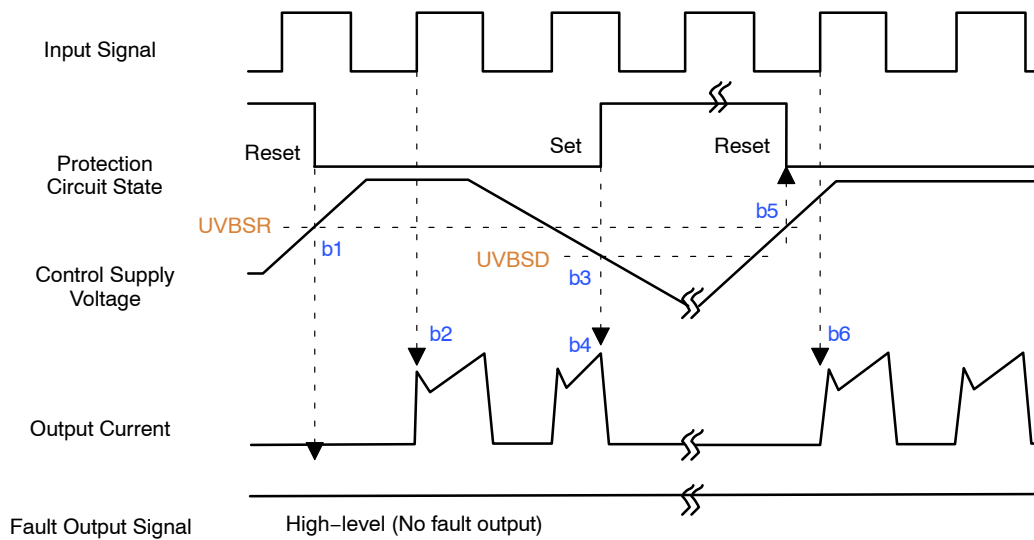 Input Signal
Reset
Set
Reset
Protection
Circuit State
UVBSR
b1
b5
UVBSD
b3
Control Supply
Voltage
b2
b4
b6
Output Current
Fault Output Signal
High−level (No fault output)